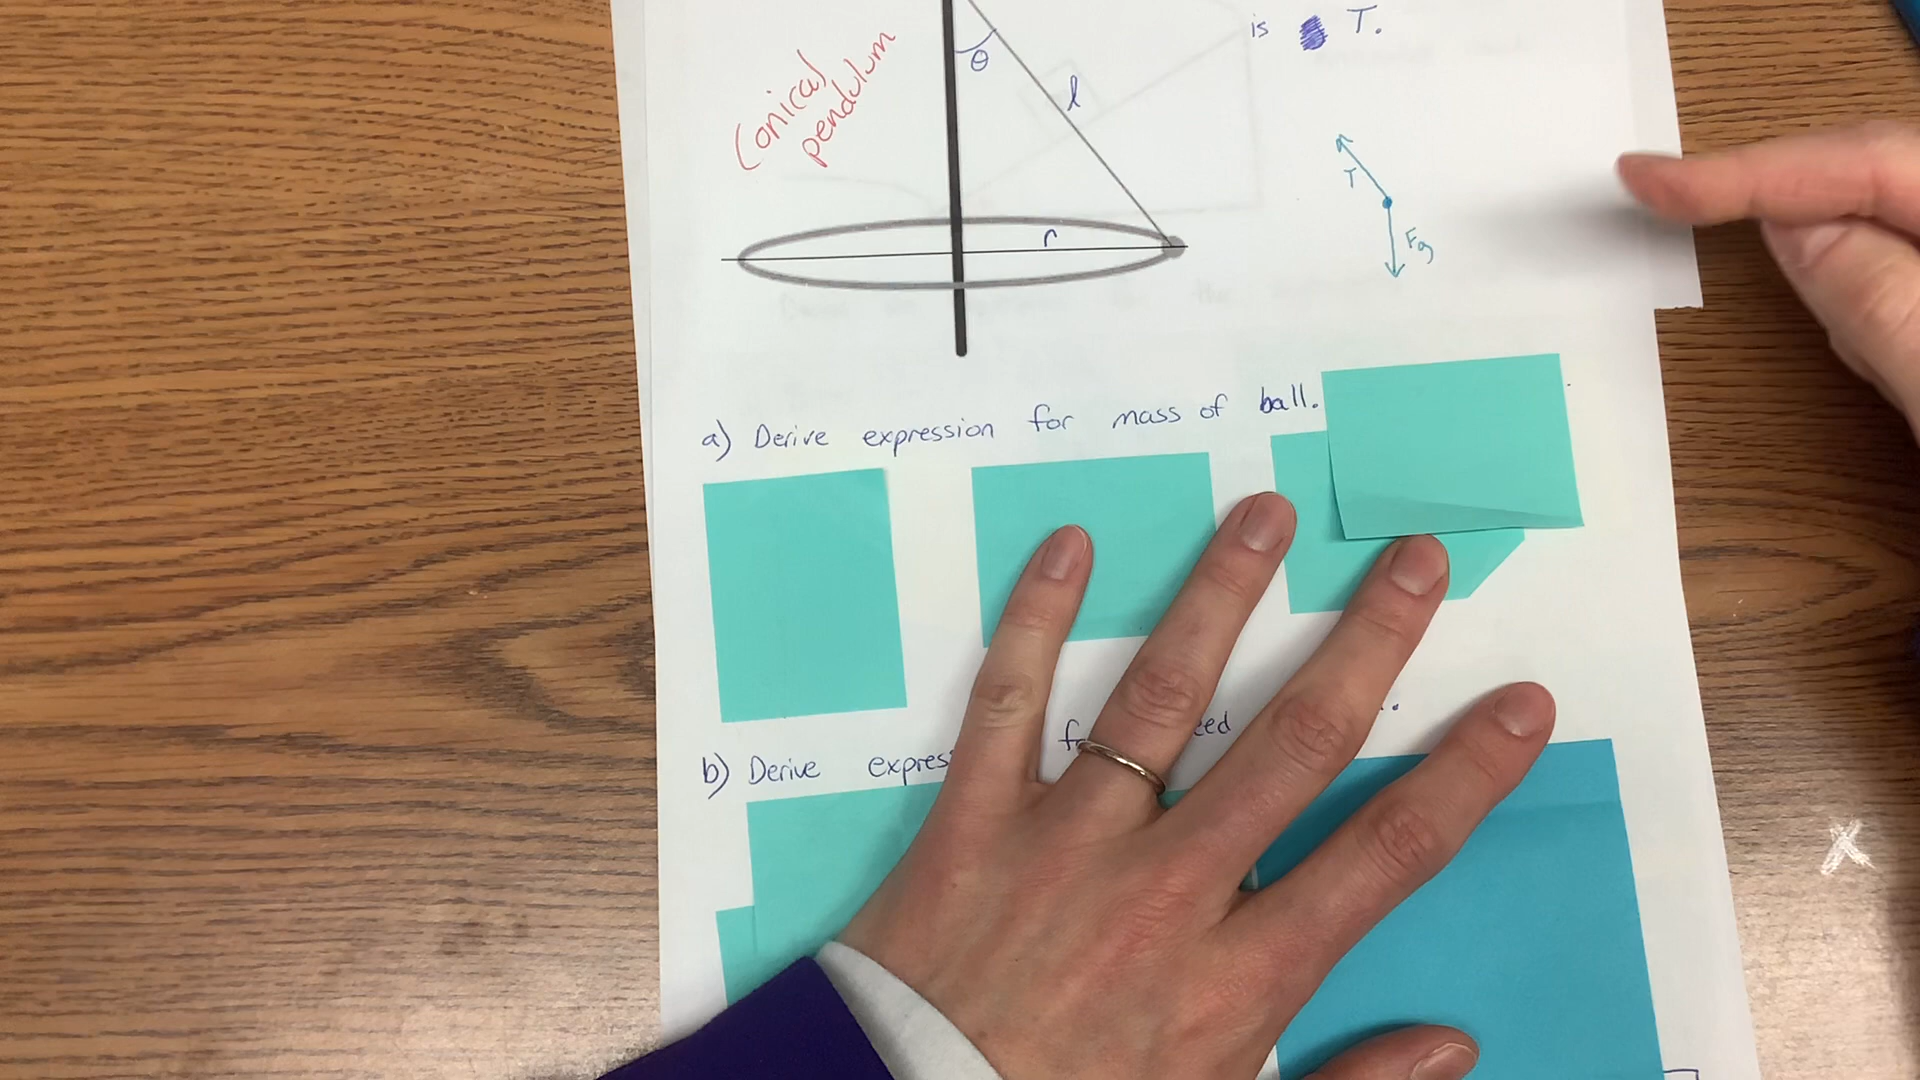 is T.
Conical
pendulum
θ
l
r
T
Fg
a) Derive expression for mass of ball.
b) Derive